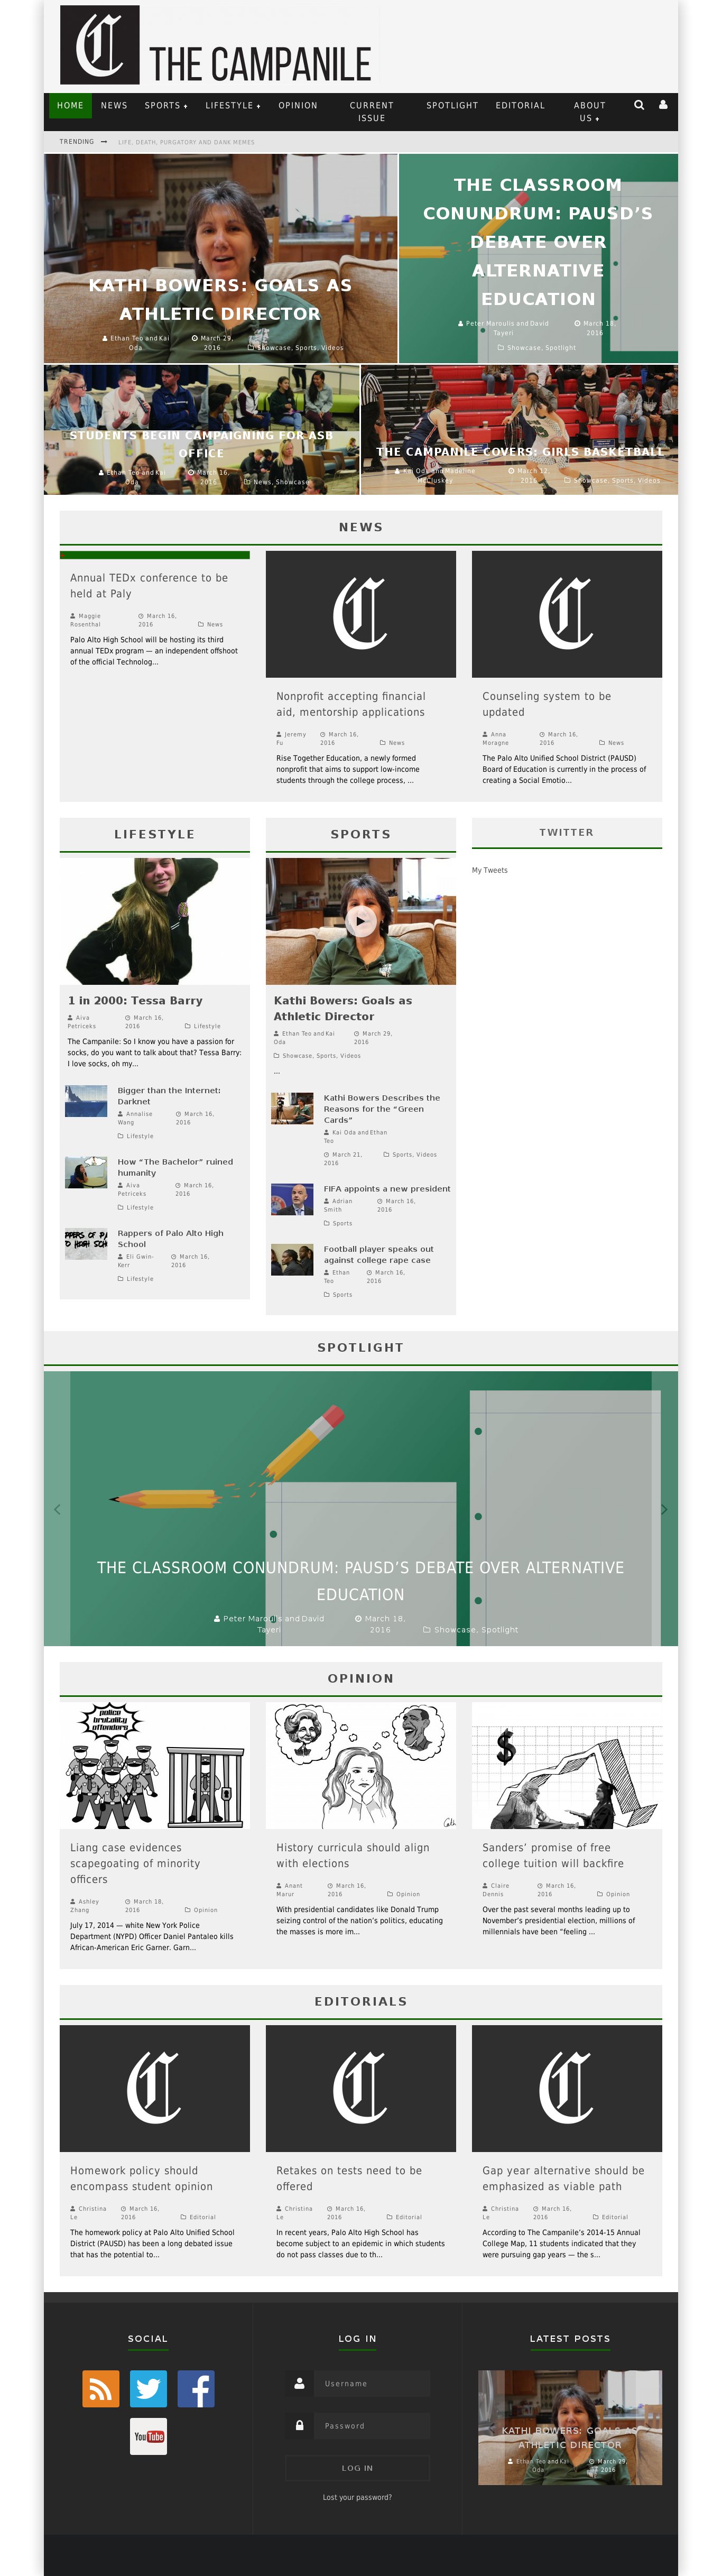 THE CAMPANILE
HOME NEWS SPORTS LIFESTYLE OPINION CURRENT ISSUE SPOTLIGHT EDITORIAL ABOUT US
TRENDING LIFE, DEATH, PURGATORY AND DANK MEMES
KATHI BOWERS: GOALS AS
ATHLETIC DIRECTOR
Ethan Teo and Kai Oda March 29, 2016 Showcase, Sports, Videos
THE CLASSROOM
CONUNDRUM: PAUSD'S
DEBATE OVER
ALTERNATIVE
EDUCATION
Peter Maroulis and David Tayeri March 18, 2016
Showcase, Spotlight
STUDENTS BEGIN CAMPAIGNING FOR ASB
OFFICE
Ethan Teo and Kai Oda March 16, 2016 News, Showcase
THE CAMPANILE COVERS: GIRLS BASKETBALL
Kai Oda and Madeline McCluskey March 12, 2016 Showcase, Sports, Videos
NEWS
Annual TEDx conference to be
held at Paly
Maggie Rosenthal March 16, 2016 News
Palo Alto High School will be hosting its third
annual TEDx program — an independent offshoot
of the official Technolog...
Nonprofit accepting financial
aid, mentorship applications
Jeremy Fu March 16, 2016 News
Rise Together Education, a newly formed
nonprofit that aims to support low-income
students through the college process, ...
Counseling system to be
updated
Anna Moragne March 16, 2016 News
The Palo Alto Unified School District (PAUSD)
Board of Education is currently in the process of
creating a Social Emotio...
LIFESTYLE
1 in 2000: Tessa Barry
Aiva Petriceks March 16, 2016 Lifestyle
The Campanile: So I know you have a passion for
socks, do you want to talk about that? Tessa Barry:
I love socks, oh my...
Bigger than the Internet:
Darknet
Annalise Wang March 16, 2016
Lifestyle
How “The Bachelor” ruined
humanity
Aiva Petriceks March 16, 2016
Lifestyle
Rappers of Palo Alto High
School
Eli Gwin-Kerr March 16, 2016
Lifestyle
SPORTS
Kathi Bowers: Goals as
Athletic Director
Ethan Teo and Kai Oda March 29, 2016
Showcase, Sports, Videos
...
Kathi Bowers Describes the
Reasons for the “Green
Cards”
Kai Oda and Ethan Teo
March 21, 2016 Sports, Videos
FIFA appoints a new president
Adrian Smith March 16, 2016
Sports
Football player speaks out
against college rape case
Ethan Teo March 16, 2016
Sports
TWITTER
My Tweets
SPOTLIGHT
THE CLASSROOM CONUNDRUM: PAUSD'S DEBATE OVER ALTERNATIVE
EDUCATION
Peter Maroulis and David Tayeri March 18, 2016 Showcase, Spotlight
OPINION
police
brutality
offenders
Liang case evidences
scapegoating of minority
officers
Ashley Zhang March 18, 2016 Opinion
July 17, 2014 — white New York Police
Department (NYPD) Officer Daniel Pantaleo kills
African-American Eric Garner. Garn...
History curricula should align
with elections
Anant Marur March 16, 2016 Opinion
With presidential candidates like Donald Trump
seizing control of the nation's politics, educating
the masses is more im...
$
Sanders' promise of free
college tuition will backfire
Claire Dennis March 16, 2016 Opinion
Over the past several months leading up to
November's presidential election, millions of
millennials have been “feeling ...
EDITORIALS
Homework policy should
encompass student opinion
Christina Le March 16, 2016 Editorial
The homework policy at Palo Alto Unified School
District (PAUSD) has been a long debated issue
that has the potential to...
Retakes on tests need to be
offered
Christina Le March 16, 2016 Editorial
In recent years, Palo Alto High School has
become subject to an epidemic in which students
do not pass classes due to th...
Gap year alternative should be
emphasized as viable path
Christina Le March 16, 2016 Editorial
According to The Campanile's 2014-15 Annual
College Map, 11 students indicated that they
were pursuing gap years — the s...
SOCIAL
You Tube
LOG IN
Username
Password
LOG IN
Lost your password?
LATEST POSTS
KATHI BOWERS: GOALS AS
ATHLETIC DIRECTOR
Ethan Teo and Kai Oda March 29, 2016